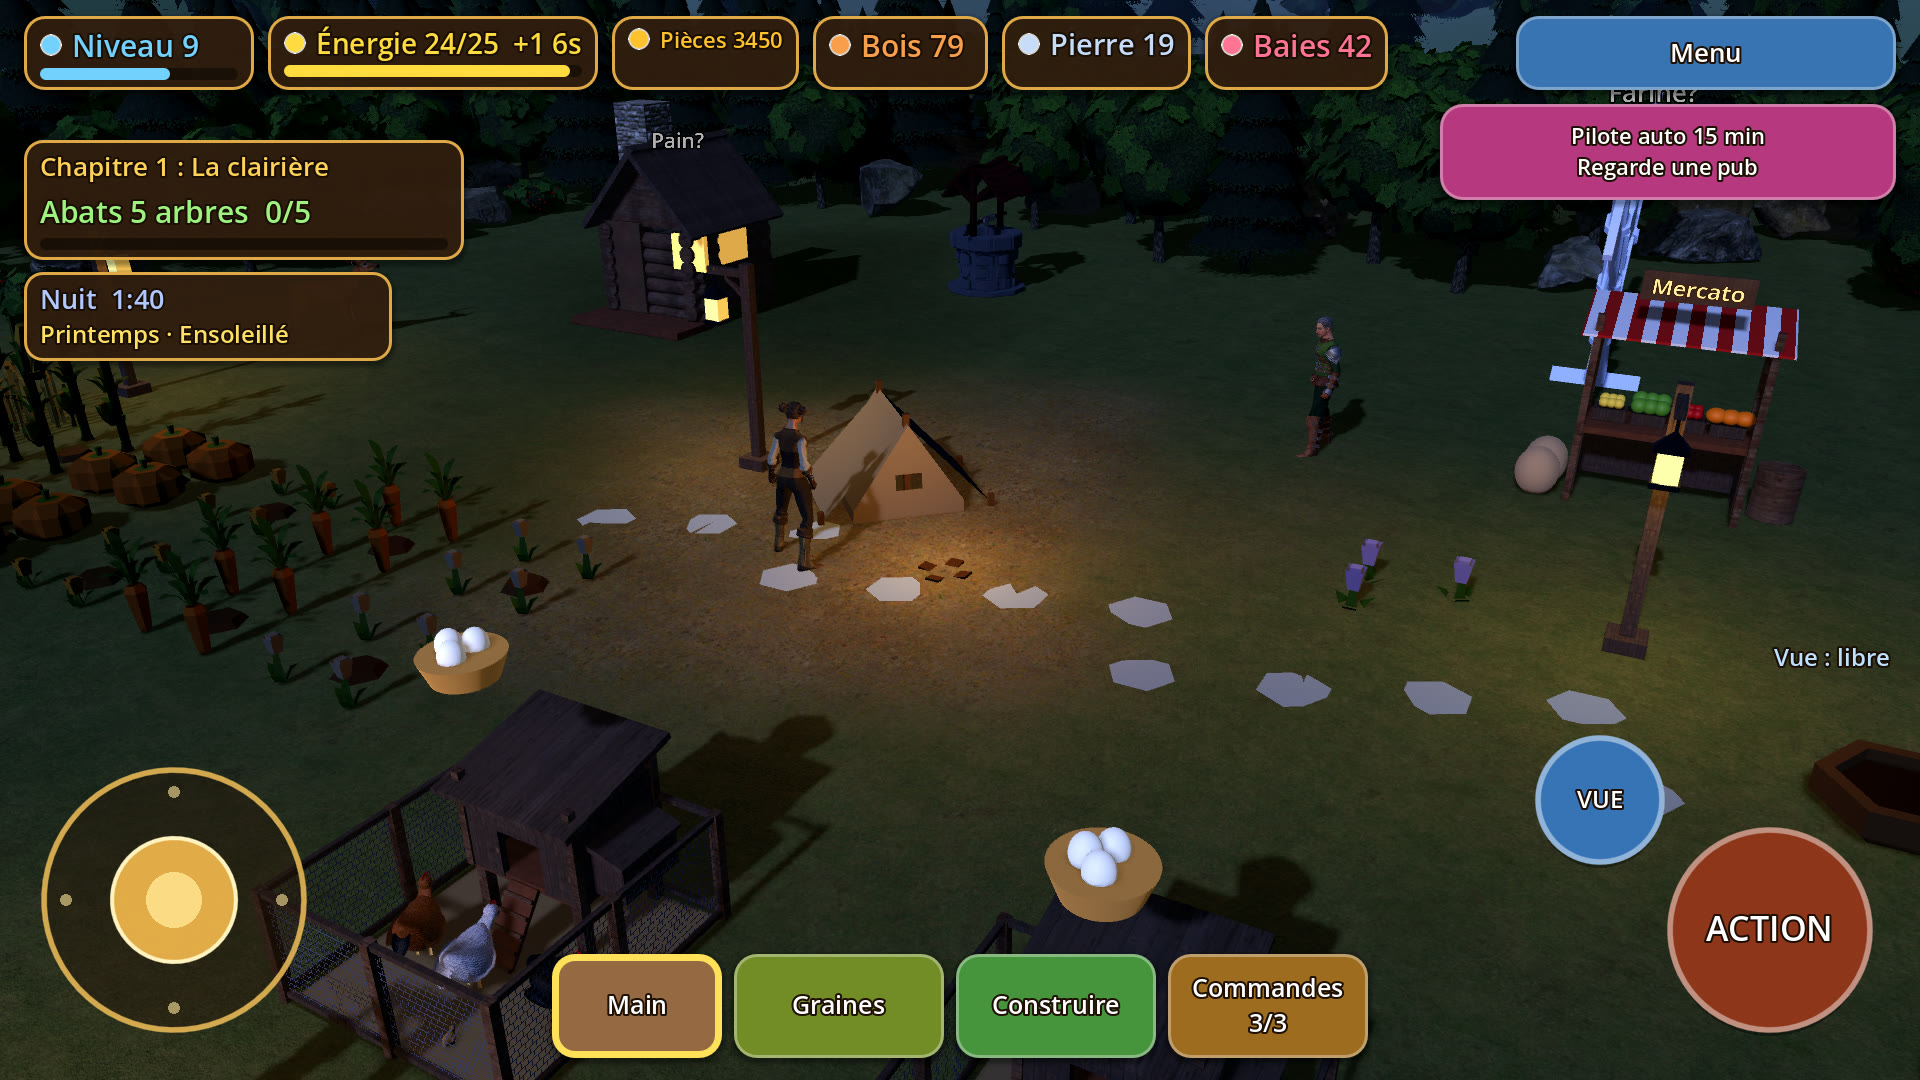 Niveau 9
Énergie 24/25 +1 6s
Pièces 3450
Bois 79
Pierre 19
Baies 42
Menu
Farine?
Pilote auto 15 min
Regarde une pub
Pain?
Chapitre 1 : La clairière
Abats 5 arbres 0/5
Nuit 1:40
Printemps · Ensoleillé
Mercato
Vue : libre
VUE
ACTION
Main
Graines
Construire
Commandes
3/3